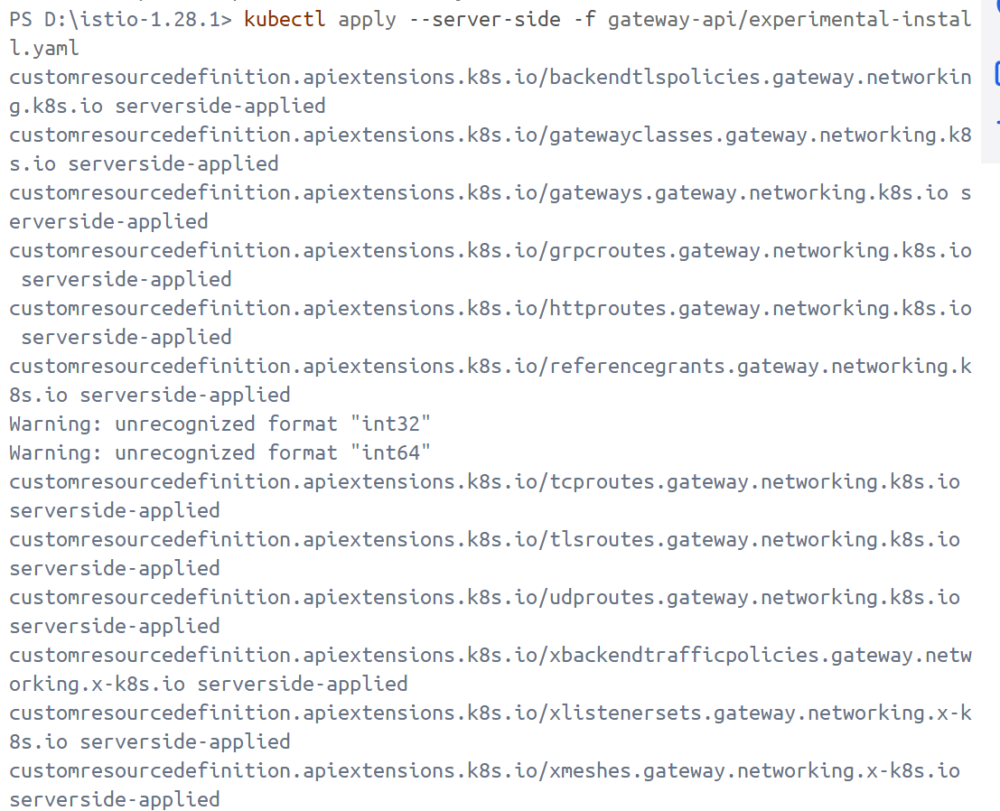 PS D:\istio-1.28.1> kubectl apply --server-side -f gateway-api/experimental-instal
l.yaml
customresourcedefinition.apiextensions.k8s.io/backendtlspolicies.gateway.networkin
g.k8s.io serverside-applied
customresourcedefinition.apiextensions.k8s.io/gatewayclasses.gateway.networking.k8
s.io serverside-applied
customresourcedefinition.apiextensions.k8s.io/gateways.gateway.networking.k8s.io s
erverside-applied
customresourcedefinition.apiextensions.k8s.io/grpcroutes.gateway.networking.k8s.io
 serverside-applied
customresourcedefinition.apiextensions.k8s.io/httproutes.gateway.networking.k8s.io
 serverside-applied
customresourcedefinition.apiextensions.k8s.io/referencegrants.gateway.networking.k
8s.io serverside-applied
Warning: unrecognized format "int32"
Warning: unrecognized format "int64"
customresourcedefinition.apiextensions.k8s.io/tcproutes.gateway.networking.k8s.io
serverside-applied
customresourcedefinition.apiextensions.k8s.io/tlsroutes.gateway.networking.k8s.io
serverside-applied
customresourcedefinition.apiextensions.k8s.io/udproutes.gateway.networking.k8s.io
serverside-applied
customresourcedefinition.apiextensions.k8s.io/xbackendtrafficpolicies.gateway.netw
orking.x-k8s.io serverside-applied
customresourcedefinition.apiextensions.k8s.io/xlistenersets.gateway.networking.x-k
8s.io serverside-applied
customresourcedefinition.apiextensions.k8s.io/xmeshes.gateway.networking.x-k8s.io
serverside-applied